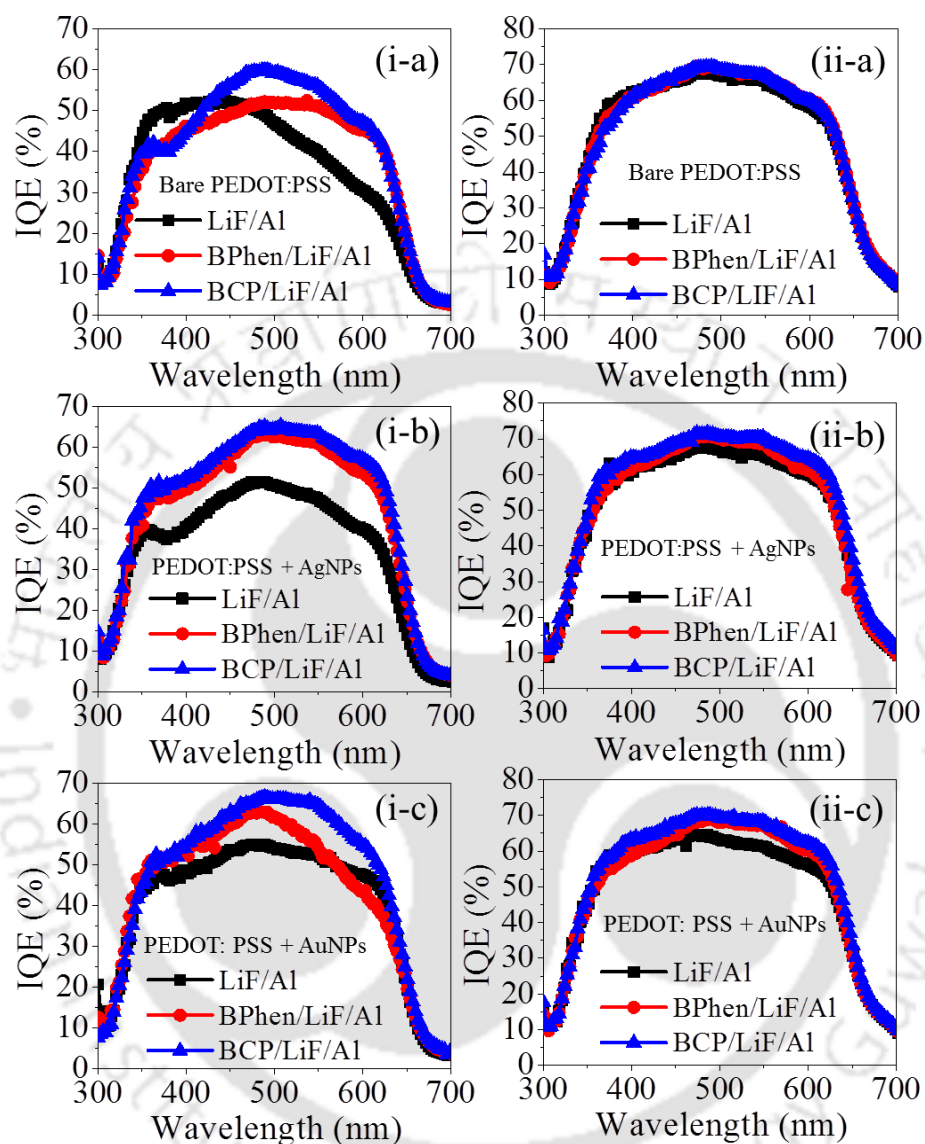 (i-a)
70
60
50
40
30
20
10
0
IQE (%)
Bare PEDOT:PSS
LiF/Al
BPhen/LiF/Al
BCP/LiF/Al
300 400 500 600 700
Wavelength (nm)
(ii-a)
80
70
60
50
40
30
20
10
0
IQE (%)
Bare PEDOT:PSS
LiF/Al
BPhen/LiF/Al
BCP/LIF/Al
300 400 500 600 700
Wavelength (nm)
(i-b)
70
60
50
40
30
20
10
0
IQE (%)
PEDOT:PSS + AgNPs
LiF/Al
BPhen/LiF/Al
BCP/LiF/Al
300 400 500 600 700
Wavelength (nm)
(ii-b)
80
70
60
50
40
30
20
10
0
IQE (%)
PEDOT:PSS + AgNPs
LiF/Al
BPhen/LiF/Al
BCP/LiF/Al
300 400 500 600 700
Wavelength (nm)
(i-c)
70
60
50
40
30
20
10
0
IQE (%)
PEDOT: PSS + AuNPs
LiF/Al
BPhen/LiF/Al
BCP/LiF/Al
300 400 500 600 700
Wavelength (nm)
(ii-c)
80
70
60
50
40
30
20
10
0
IQE (%)
PEDOT:PSS + AuNPs
LiF/Al
BPhen/LiF/Al
BCP/LiF/Al
300 400 500 600 700
Wavelength (nm)